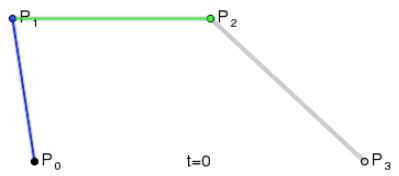 P₁ P₂
P₀ t=0 P₃